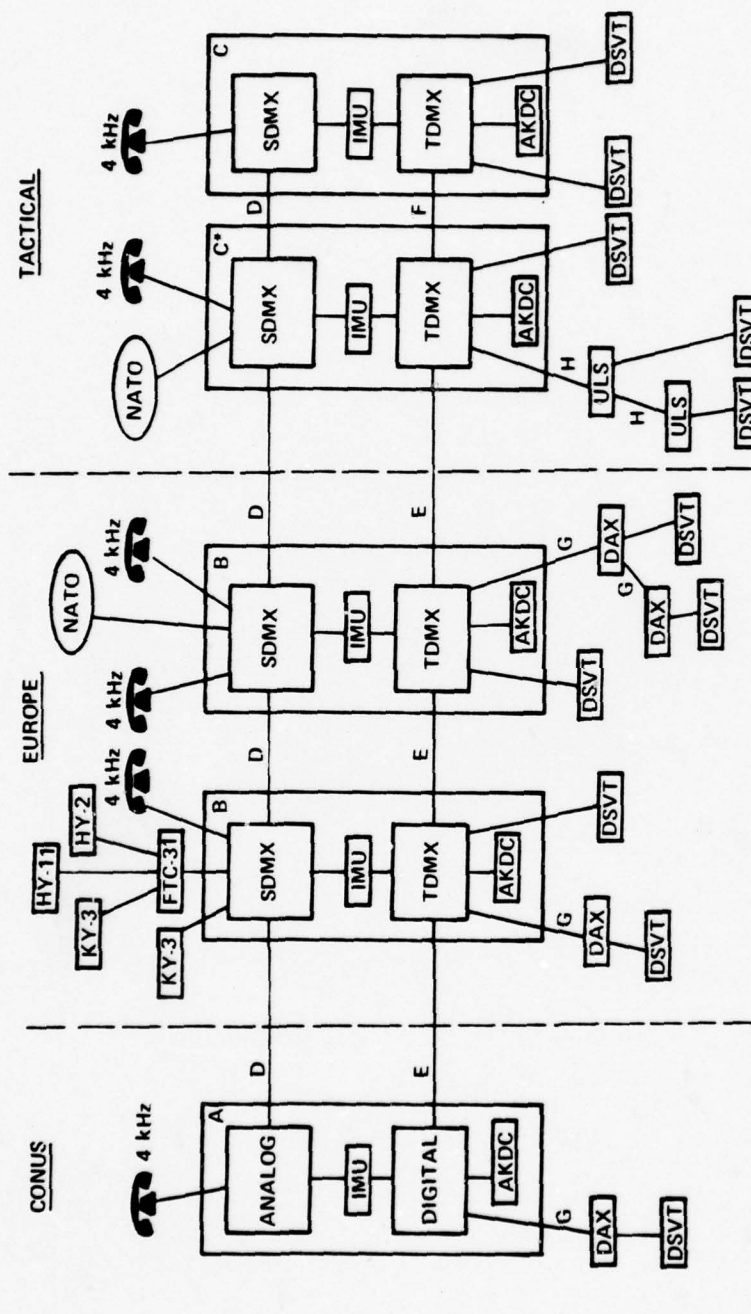 CONUS
4 kHz
A
ANALOG
IMU
DIGITAL
AKDC
G
DAX
DSVT
D
E
EUROPE
HY-11
HY-2
KY-3
FTC-31
KY-3
4 kHz
B
SDMX
IMU
TDMX
AKDC
G
DAX
DSVT
DSVT
D
E
NATO
4 kHz
4 kHz
B
SDMX
IMU
TDMX
AKDC
DSVT
G
DAX
G
DAX
DSVT
DSVT
D
E
TACTICAL
NATO
4 kHz
C*
SDMX
IMU
TDMX
AKDC
H
ULS
H
ULS
DSVT
DSVT
DSVT
D
F
4 kHz
C
SDMX
IMU
TDMX
AKDC
DSVT
DSVT